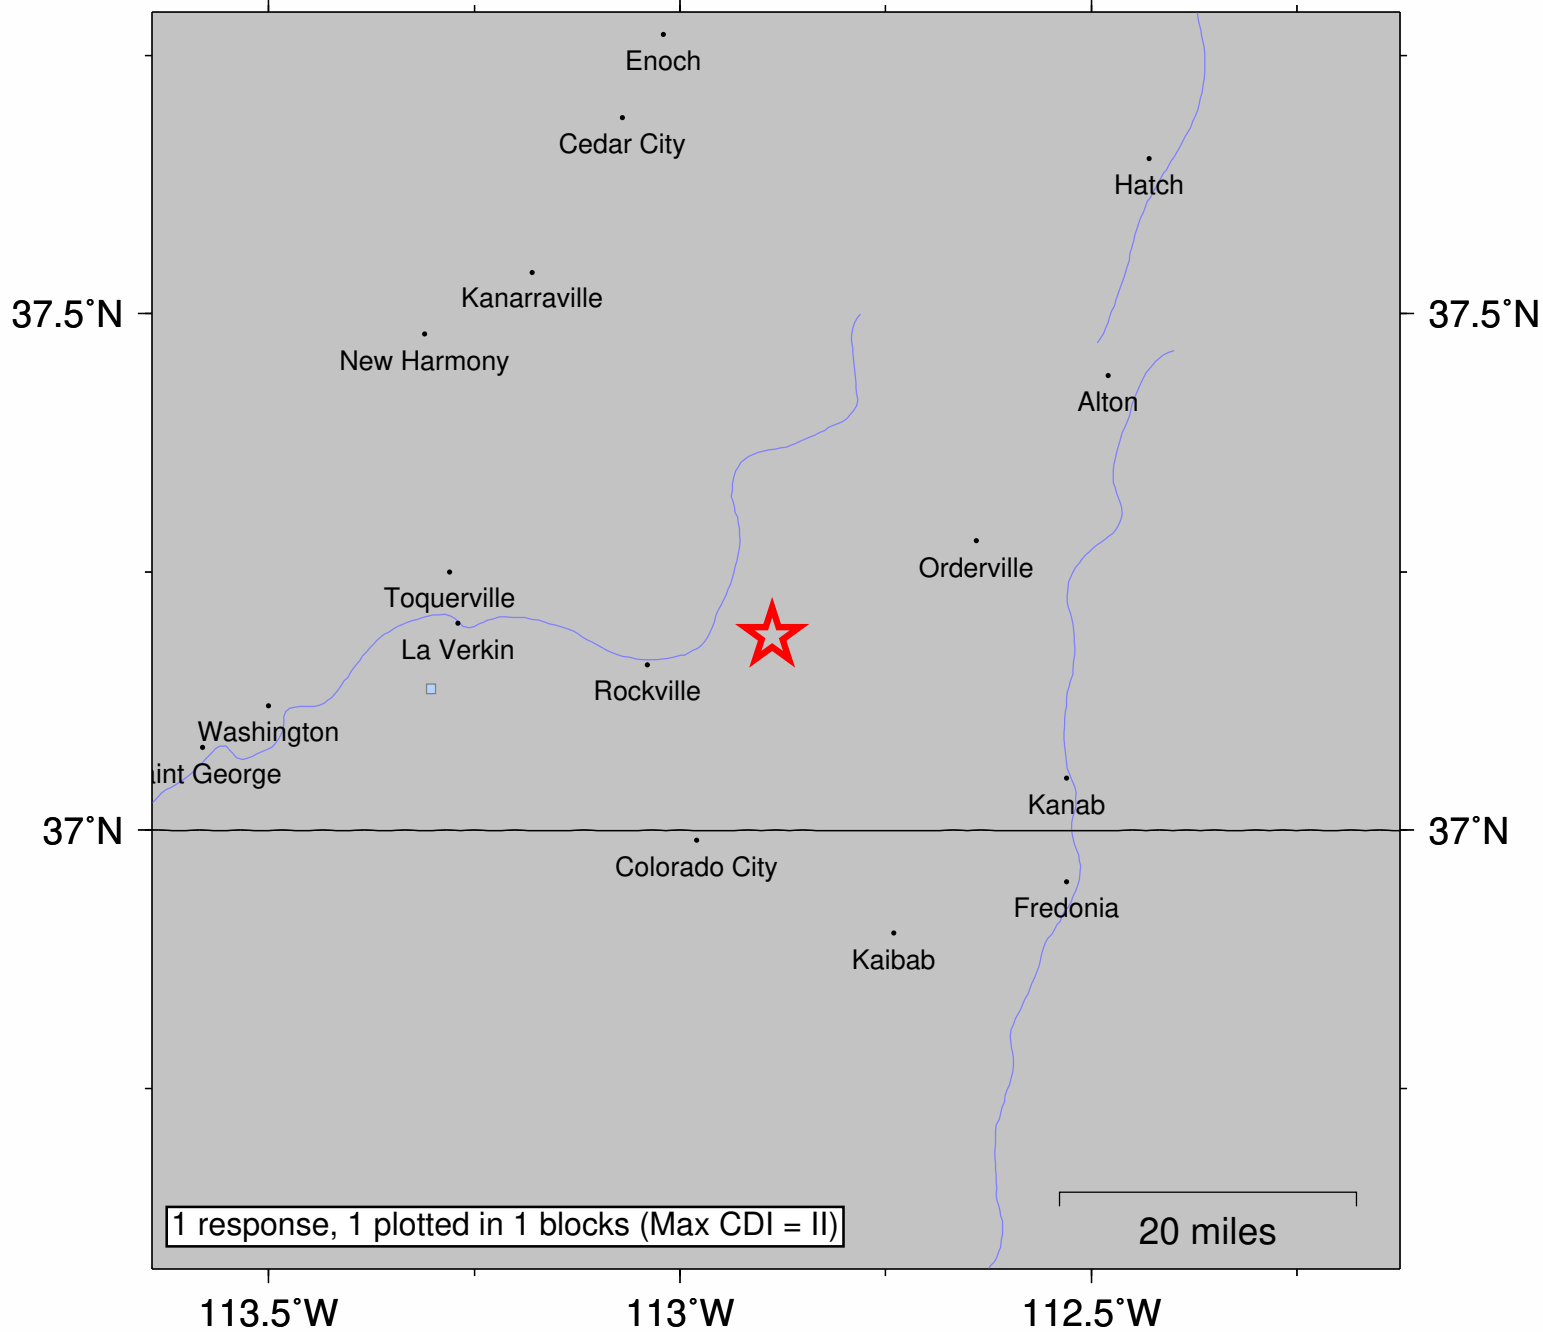 Enoch
Cedar City
Hatch
Kanarraville
37.5°N
37.5°N
New Harmony
Alton
Orderville
Toquerville
La Verkin
Rockville
Washington
int George
Kanab
37°N
37°N
Colorado City
Fredonia
Kaibab
1 response, 1 plotted in 1 blocks (Max CDI = II)
20 miles
113.5°W
113°W
112.5°W